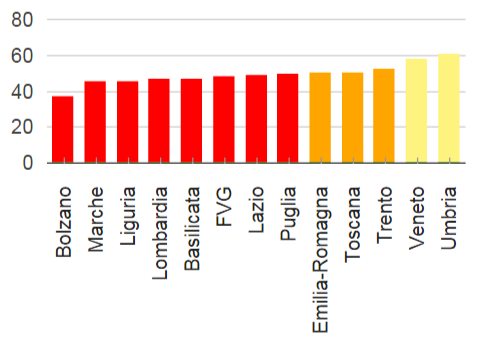 80
60
40
20
0
Bolzano
Marche
Liguria
Lombardia
Basilicata
FVG
Lazio
Puglia
Emilia-Romagna
Toscana
Trento
Veneto
Umbria